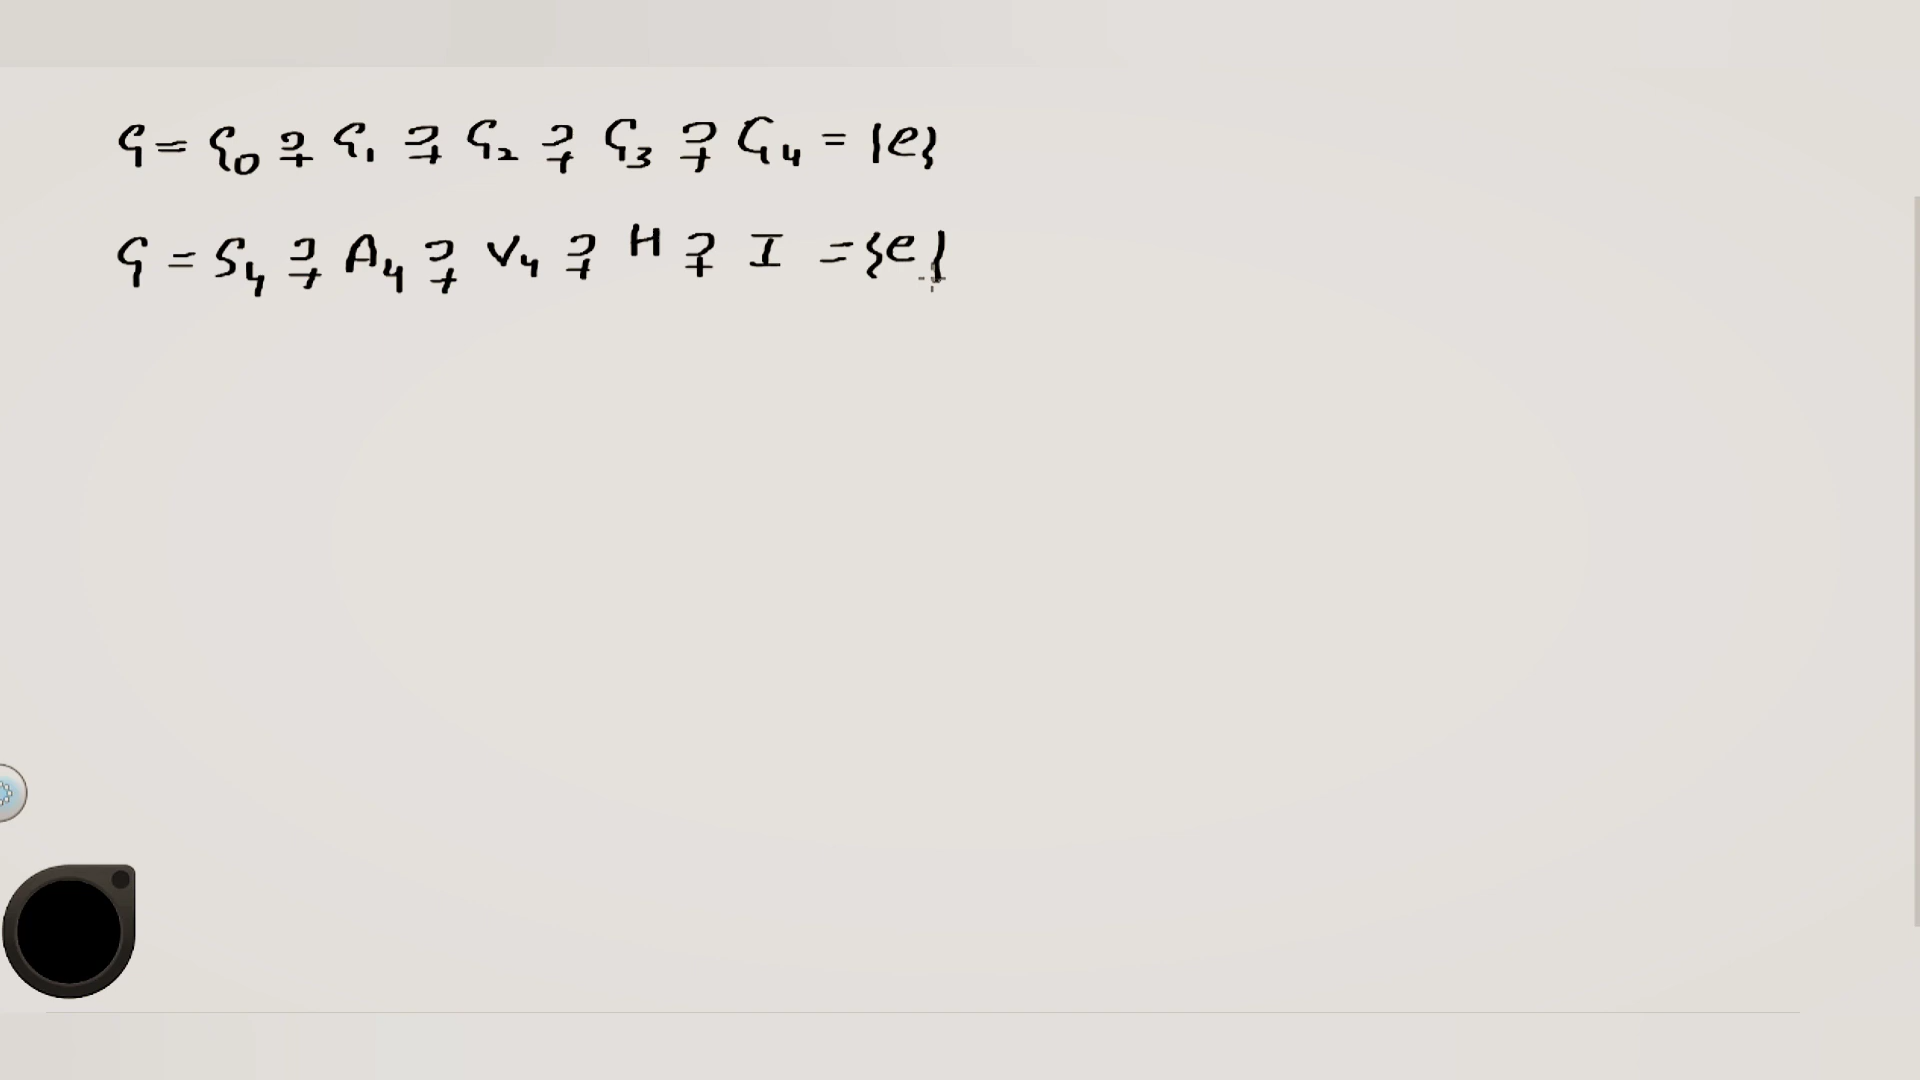 G = G₀ ⊋ G₁ ⊋ G₂ ⊋ G₃ ⊋ G₄ = {e}
G = S₄ ⊋ A₄ ⊋ V₄ ⊋ H ⊋ I = {e}